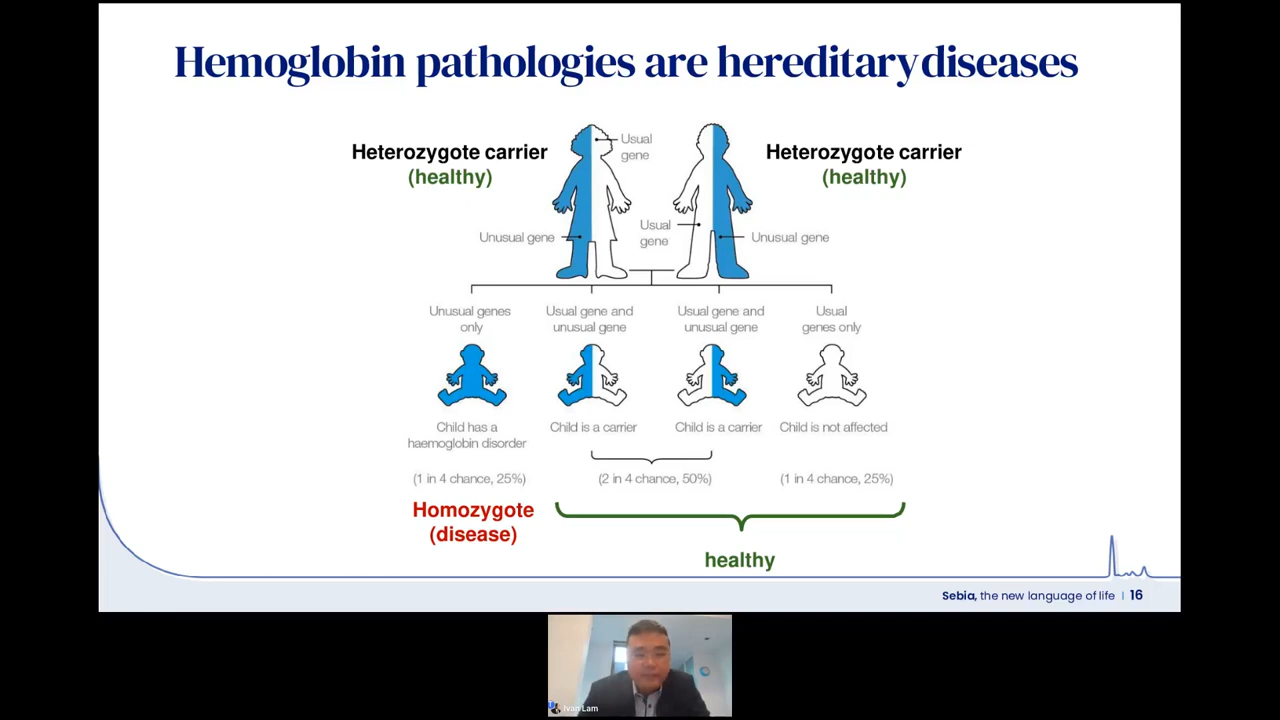 Hemoglobin pathologies are hereditary diseases
Heterozygote carrier
(healthy)
Usual
gene
Heterozygote carrier
(healthy)
Unusual gene
Usual
gene
Unusual gene
Unusual genes
only
Usual gene and
unusual gene
Usual gene and
unusual gene
Usual
genes only
Child has a
haemoglobin disorder
Child is a carrier
Child is a carrier
Child is not affected
(1 in 4 chance, 25%)
(2 in 4 chance, 50%)
(1 in 4 chance, 25%)
Homozygote
(disease)
healthy
Sebia, the new language of life | 16
Ivan Lam